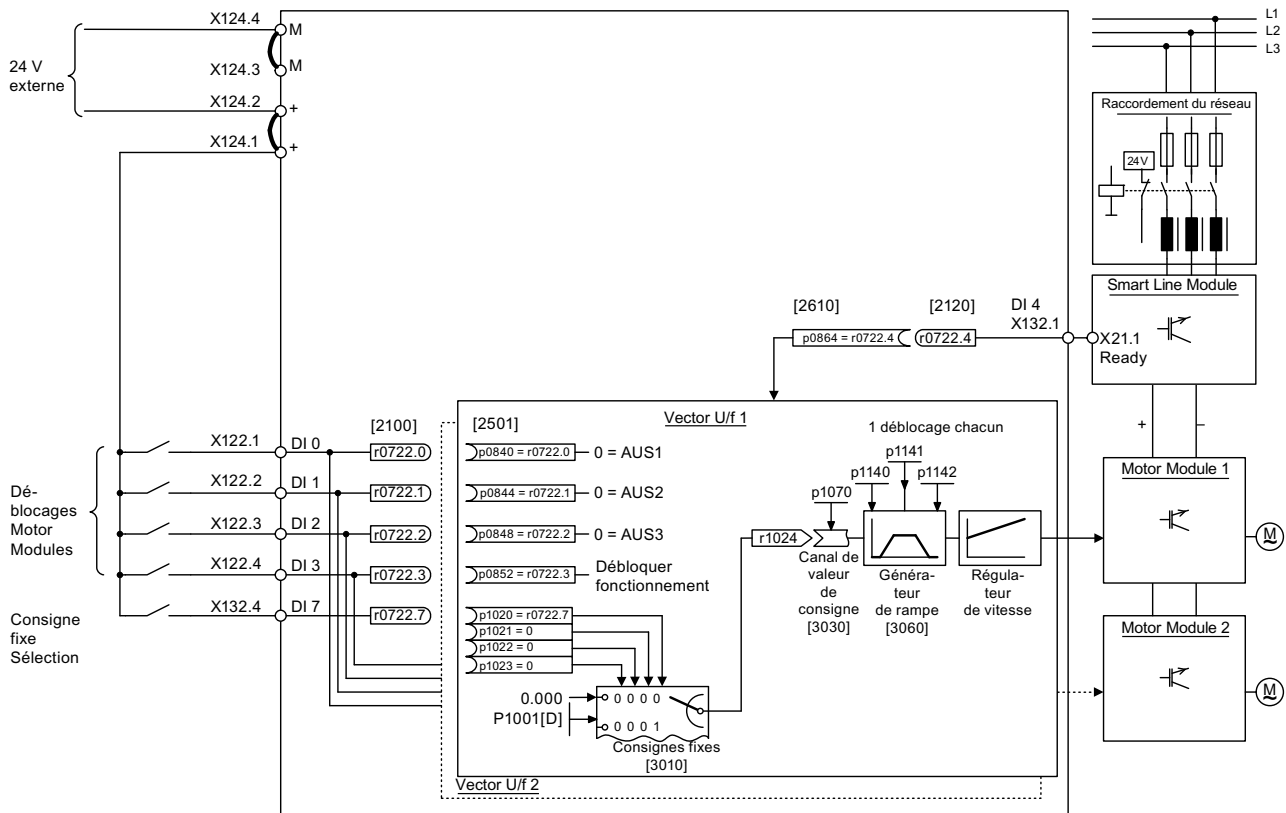 X124.4
M
24 V
externe
X124.3
M
X124.2
+
X124.1
+
L1
L2
L3
Raccordement du réseau
24V
Smart Line Module
[2610]
[2120]
DI 4
X132.1
p0864 = r0722.4
r0722.4
X21.1
Ready
+
–
Dé-
blocages
Motor
Modules
Consigne
fixe
Sélection
X122.1
DI 0
X122.2
DI 1
X122.3
DI 2
X122.4
DI 3
X132.4
DI 7
[2100]
r0722.0
r0722.1
r0722.2
r0722.3
r0722.7
[2501]
Vector U/f 1
p0840 = r0722.0
0 = AUS1
p0844 = r0722.1
0 = AUS2
p0848 = r0722.2
0 = AUS3
p0852 = r0722.3
Débloquer
fonctionnement
p1020 = r0722.7
p1021 = 0
p1022 = 0
p1023 = 0
0.000
0 0 0 0
P1001[D]
0 0 0 1
Consignes fixes
[3010]
Vector U/f 2
1 déblocage chacun
p1141
p1140
p1142
p1070
r1024
Canal de
valeur
de
consigne
[3030]
Généra-
teur
de rampe
[3060]
Régula-
teur
de vitesse
Motor Module 1
M
~
Motor Module 2
M
~